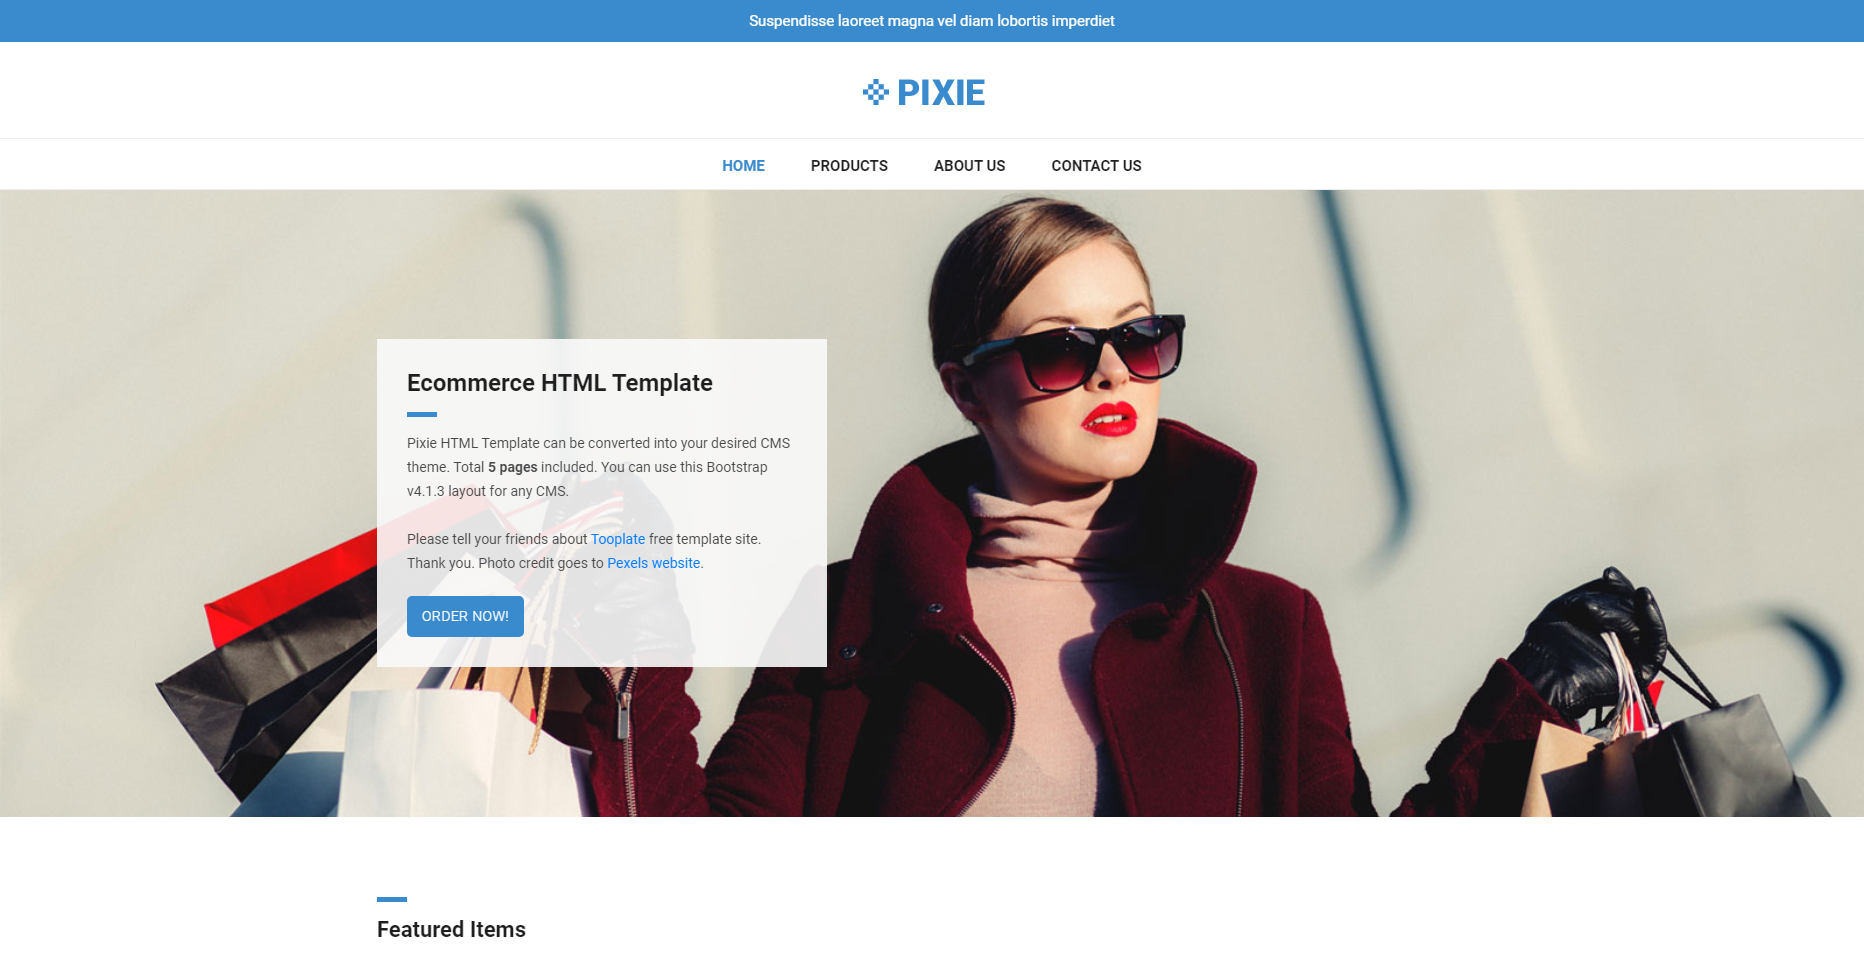 Suspendisse laoreet magna vel diam lobortis imperdiet
PIXIE
HOME PRODUCTS ABOUT US CONTACT US
Ecommerce HTML Template
Pixie HTML Template can be converted into your desired CMS
theme. Total 5 pages included. You can use this Bootstrap
v4.1.3 layout for any CMS.
Please tell your friends about Tooplate free template site.
Thank you. Photo credit goes to Pexels website.
ORDER NOW!
Featured Items